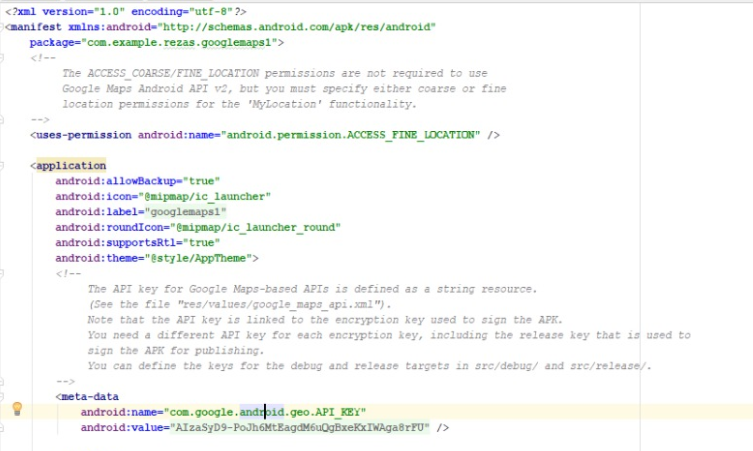 <?xml version="1.0" encoding="utf-8"?>
<manifest xmlns:android="http://schemas.android.com/apk/res/android"
package="com.example.rezas.googlemaps1">
<!--
The ACCESS_COARSE/FINE_LOCATION permissions are not required to use
Google Maps Android API v2, but you must specify either coarse or fine
location permissions for the 'MyLocation' functionality.
-->
<uses-permission android:name="android.permission.ACCESS_FINE_LOCATION" />
<application
android:allowBackup="true"
android:icon="@mipmap/ic_launcher"
android:label="googlemaps1"
android:roundIcon="@mipmap/ic_launcher_round"
android:supportsRtl="true"
android:theme="@style/AppTheme">
<!--
The API key for Google Maps-based APIs is defined as a string resource.
(See the file "res/values/google_maps_api.xml").
Note that the API key is linked to the encryption key used to sign the APK.
You need a different API key for each encryption key, including the release key that is used to
sign the APK for publishing.
You can define the keys for the debug and release targets in src/debug/ and src/release/.
-->
<meta-data
android:name="com.google.android.geo.API_KEY"
android:value="AIzaSyD9-PoJh6MtEagdM6uQgBxeKxIWAga8rFU" />